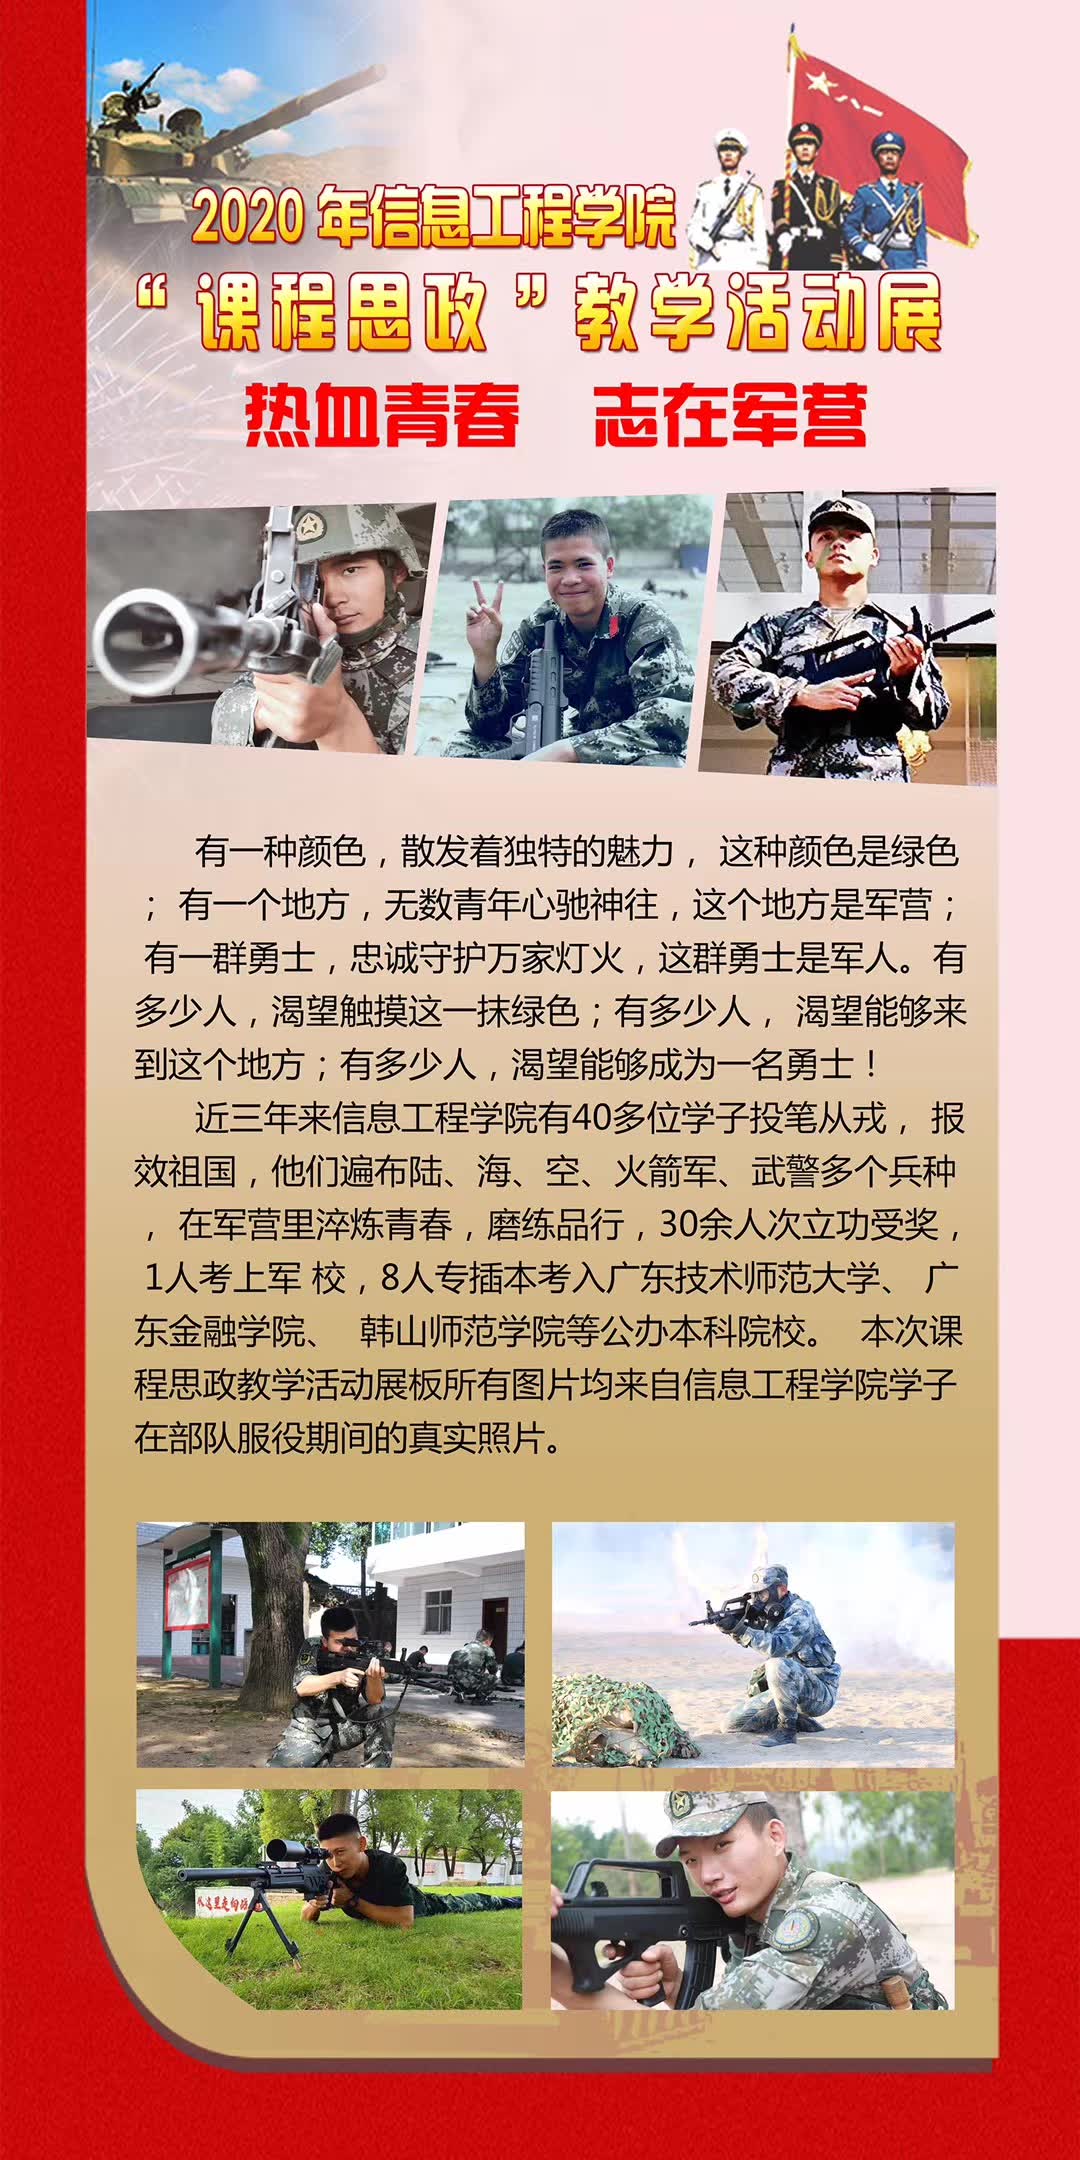 八一
2020年信息工程学院
“课程思政”教学活动展
热血青春 志在军营
有一种颜色，散发着独特的魅力， 这种颜色是绿色
； 有一个地方，无数青年心驰神往，这个地方是军营；
有一群勇士，忠诚守护万家灯火，这群勇士是军人。有
多少人，渴望触摸这一抹绿色；有多少人， 渴望能够来
到这个地方；有多少人，渴望能够成为一名勇士！
近三年来信息工程学院有40多位学子投笔从戎， 报
效祖国，他们遍布陆、海、空、火箭军、武警多个兵种
， 在军营里淬炼青春，磨练品行，30余人次立功受奖，
1人考上军 校，8人专插本考入广东技术师范大学、 广
东金融学院、 韩山师范学院等公办本科院校。 本次课
程思政教学活动展板所有图片均来自信息工程学院学子
在部队服役期间的真实照片。
从这里走向